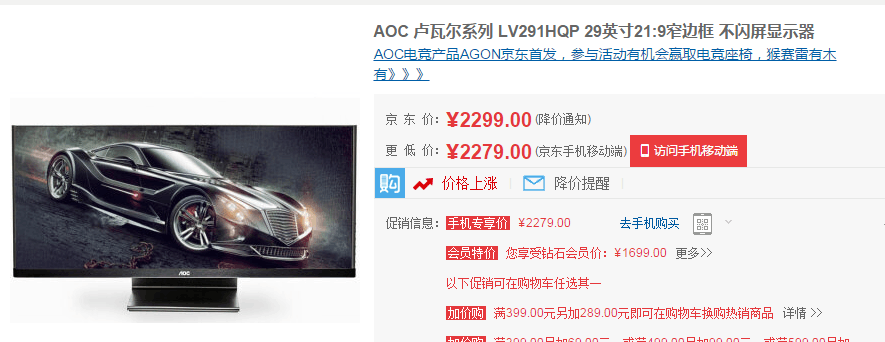 AOC 卢瓦尔系列 LV291HQP 29英寸21:9窄边框 不闪屏显示器
AOC电竞产品AGON京东首发，参与活动有机会赢取电竞座椅，猴赛雷有木
有》》》
京 东 价： ¥2299.00 (降价通知)
更 低 价： ¥2279.00 (京东手机移动端) 访问手机移动端
购 价格上涨 降价提醒
促销信息： 手机专享价 ¥2279.00 去手机购买
会员特价 您享受钻石会员价：¥1699.00 更多>>
以下促销可在购物车任选其一
加价购 满399.00元另加289.00元即可在购物车换购热销商品 详情 >>
AOC